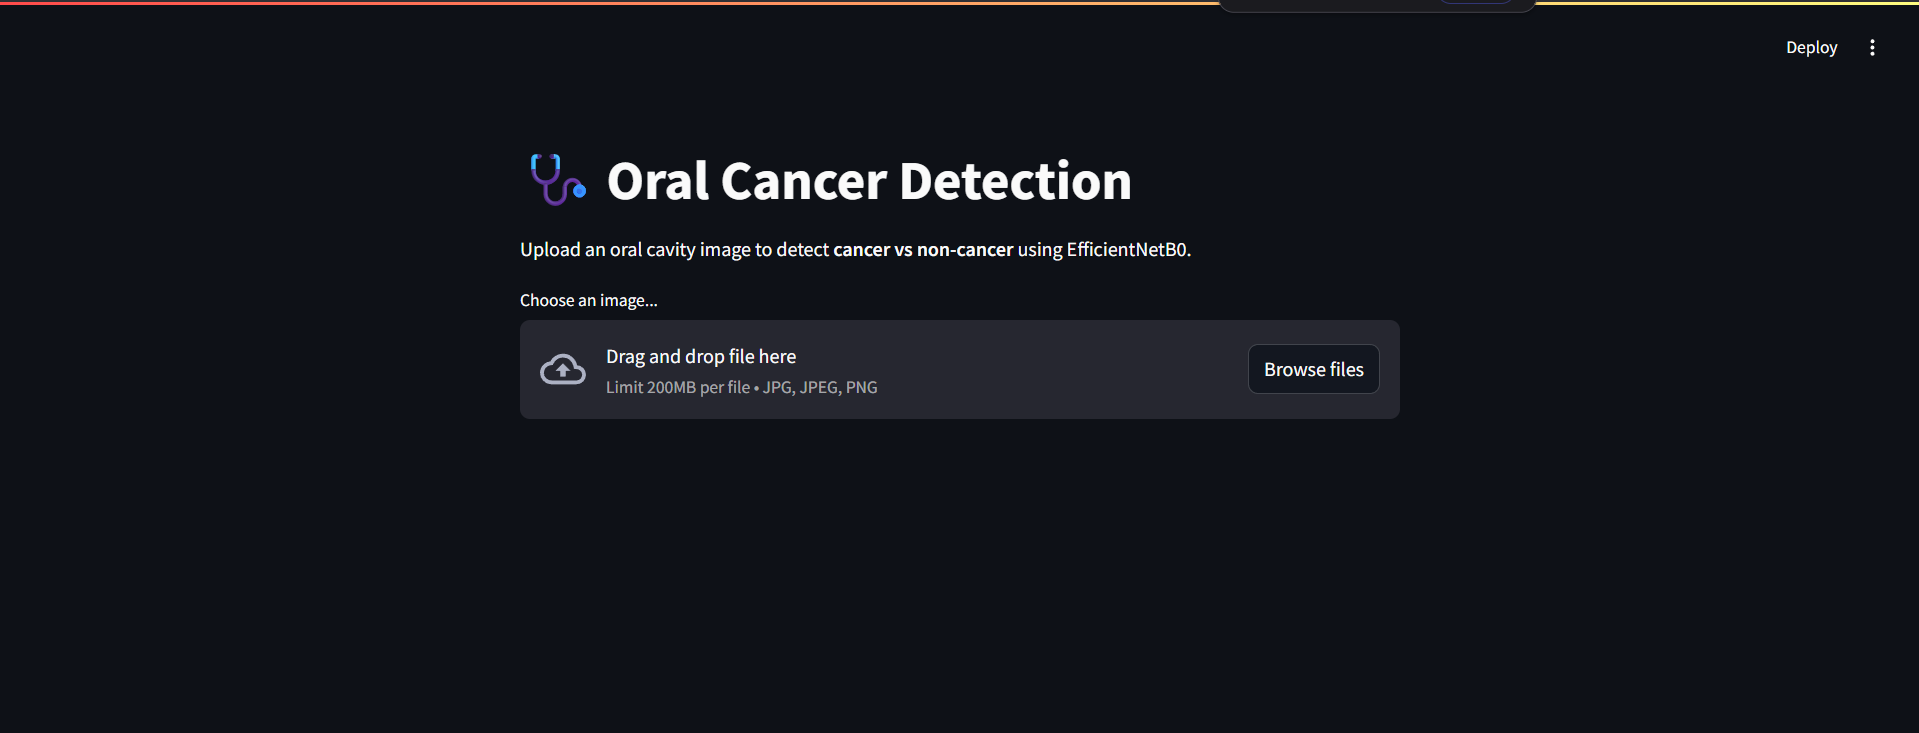 Deploy
Oral Cancer Detection
Upload an oral cavity image to detect cancer vs non-cancer using EfficientNetB0.
Choose an image...
Drag and drop file here
Limit 200MB per file • JPG, JPEG, PNG
Browse files